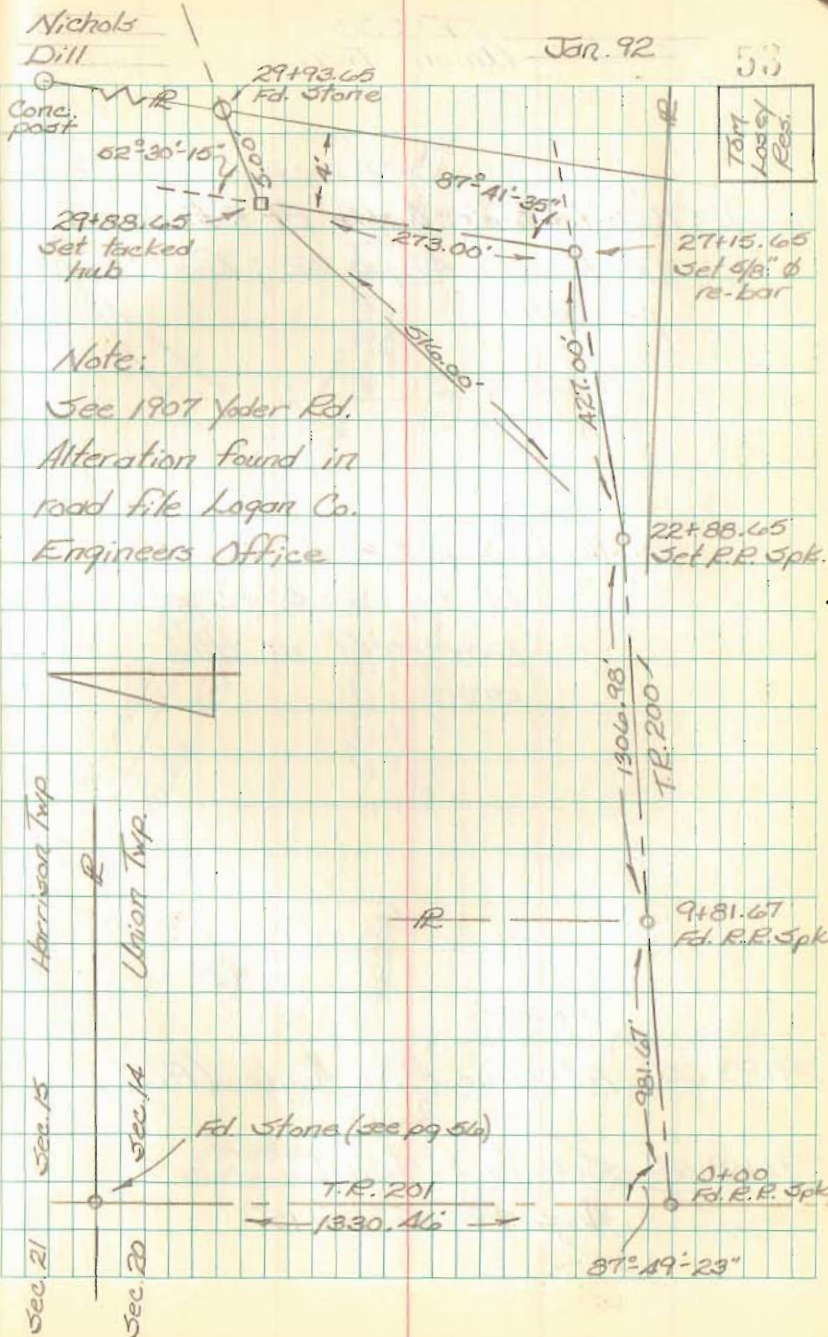 Nichols
Dill
Jan. 92
53
29+93.65
Fd. Stone
Tom
Lossy
Res.
Conc.
post
PL
PL
5.00'
4'
62°-30'-15"
87°-41'-35"
29+88.65
set tacked
hub
273.00'
27+15.65
Set 5/8" ø
re-bar
516.00'
427.00'
Note:
See 1907 Yoder Rd.
Alteration found in
road file Logan Co.
Engineers Office
22+88.65
Set R.R. Spk.
1306.98'
T.R. 200
Harrison Twp
PL
Union Twp.
PL
9+81.67
Fd. R.R. Spk
981.67'
Sec. 15
Sec. 14
Fd. Stone (see pg 56)
T.R. 201
1330.46'
0+00
Fd. R.R. Spk
87°-49'-23"
Sec. 21
Sec. 20